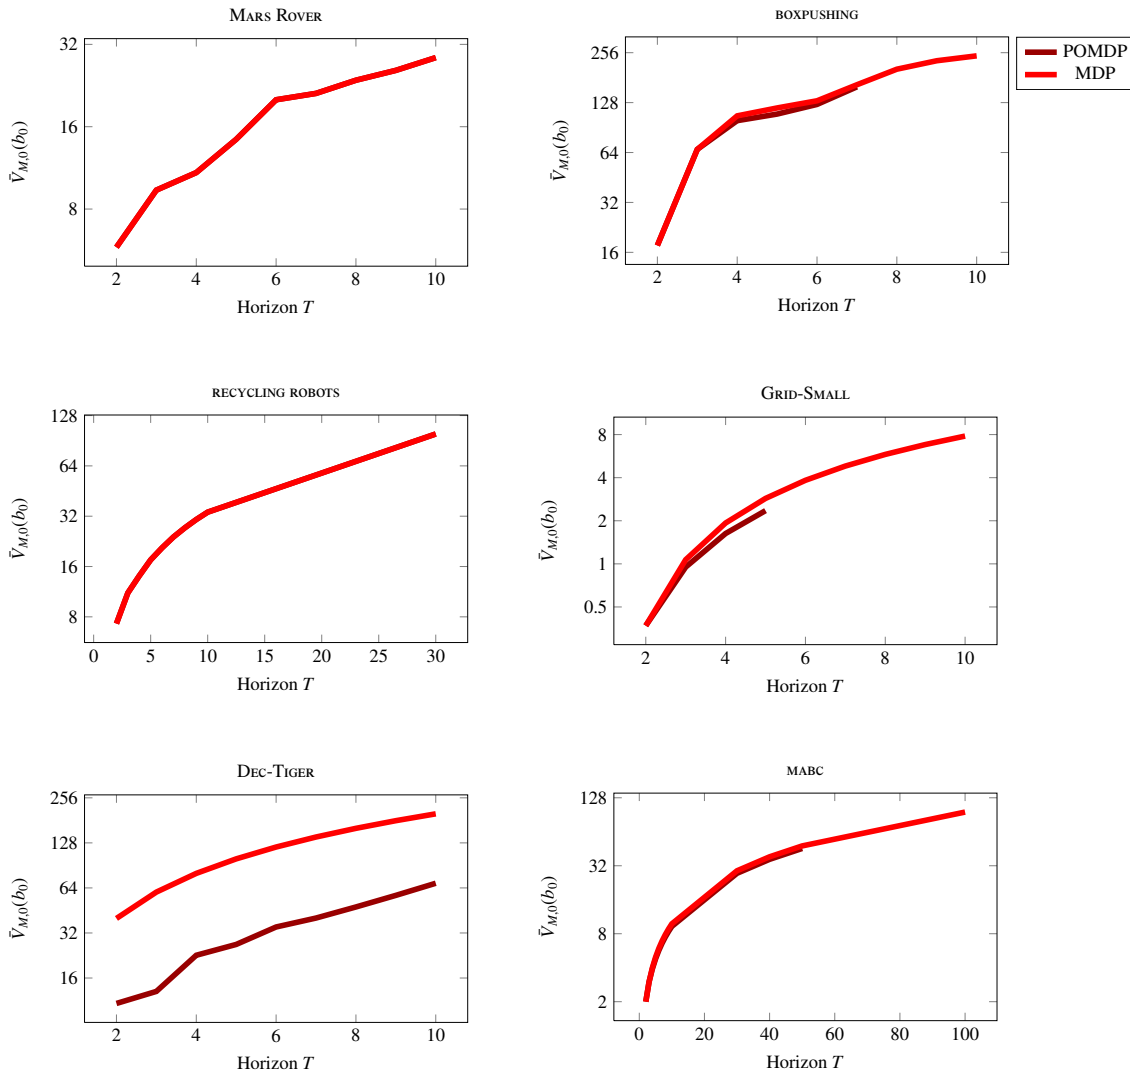 Mars Rover
32
16
8
V̄M,0(b0)
2 4 6 8 10
Horizon T
boxpushing
256
128
64
32
16
V̄M,0(b0)
2 4 6 8 10
Horizon T
POMDP
MDP
recycling robots
128
64
32
16
8
V̄M,0(b0)
0 5 10 15 20 25 30
Horizon T
Grid-Small
8
4
2
1
0.5
V̄M,0(b0)
2 4 6 8 10
Horizon T
Dec-Tiger
256
128
64
32
16
V̄M,0(b0)
2 4 6 8 10
Horizon T
mabc
128
32
8
2
V̄M,0(b0)
0 20 40 60 80 100
Horizon T